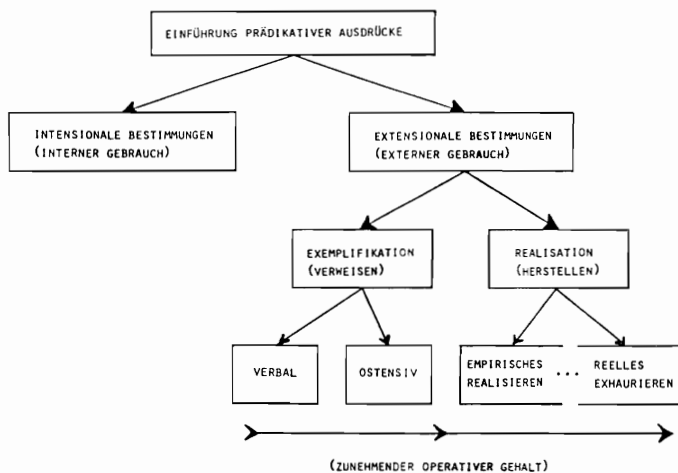 EINFÜHRUNG PRÄDIKATIVER AUSDRÜCKE
INTENSIONALE BESTIMMUNGEN
(INTERNER GEBRAUCH)
EXTENSIONALE BESTIMMUNGEN
(EXTERNER GEBRAUCH)
EXEMPLIFIKATION
(VERWEISEN)
REALISATION
(HERSTELLEN)
VERBAL
OSTENSIV
EMPIRISCHES
REALISIEREN
...
REELLES
EXHAURIEREN
(ZUNEHMENDER OPERATIVER GEHALT)